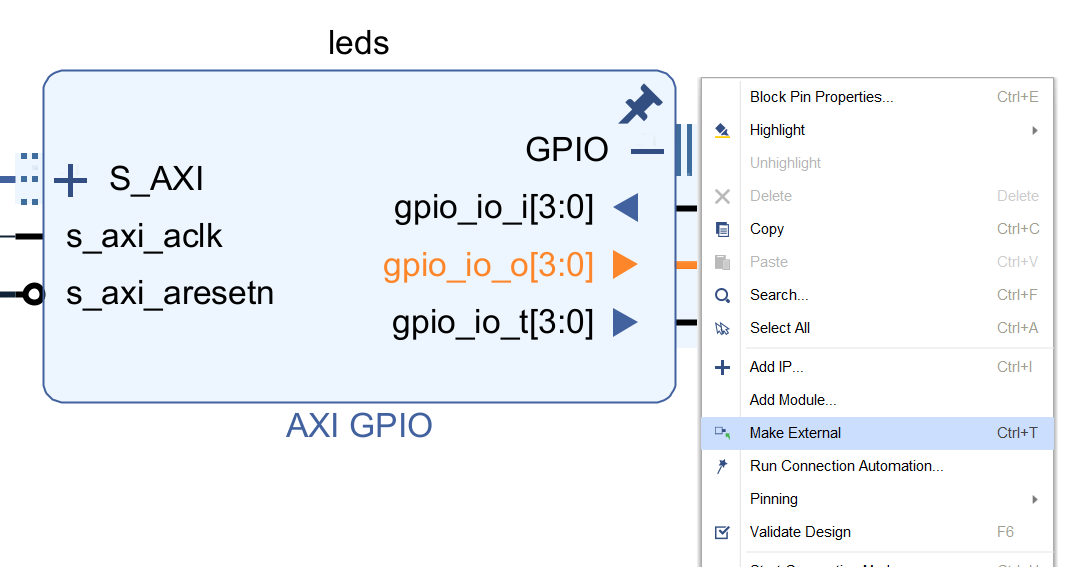 leds
GPIO
S_AXI
gpio_io_i[3:0]
s_axi_aclk
gpio_io_o[3:0]
s_axi_aresetn
gpio_io_t[3:0]
AXI GPIO
Block Pin Properties... Ctrl+E
Highlight
Unhighlight
Delete Delete
Copy Ctrl+C
Paste Ctrl+V
Search... Ctrl+F
Select All Ctrl+A
Add IP... Ctrl+I
Add Module...
Make External Ctrl+T
Run Connection Automation...
Pinning
Validate Design F6